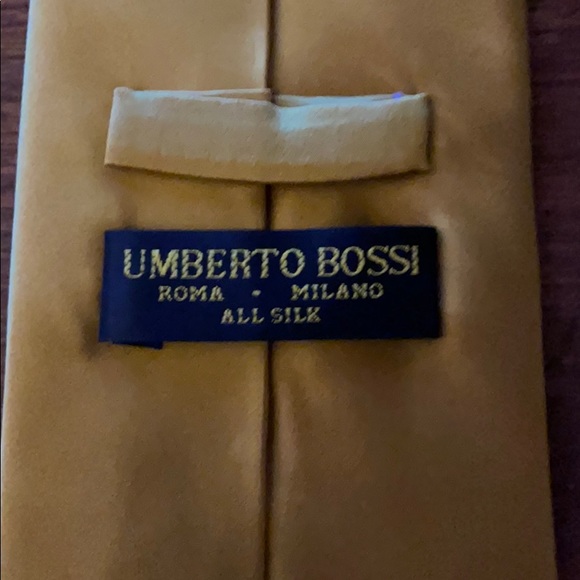 UMBERTO BOSSI
ROMA • MILANO
ALL SILK